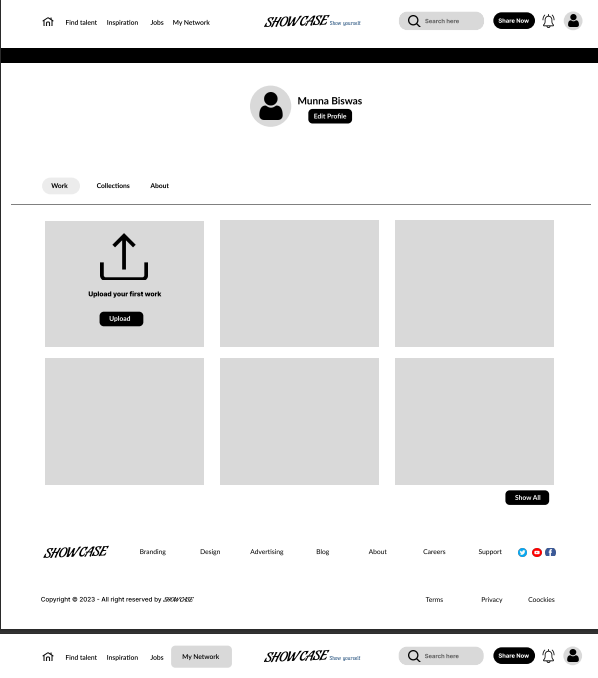 Find talent Inspiration Jobs My Network SHOWCASE Show yourself Search here Share Now
Munna Biswas
Edit Profile
Work Collections About
Upload your first work
Upload
Show All
SHOWCASE Branding Design Advertising Blog About Careers Support
Copyright © 2023 - All right reserved by SHOWCASE Terms Privacy Coockies
Find talent Inspiration Jobs My Network SHOWCASE Show yourself Search here Share Now